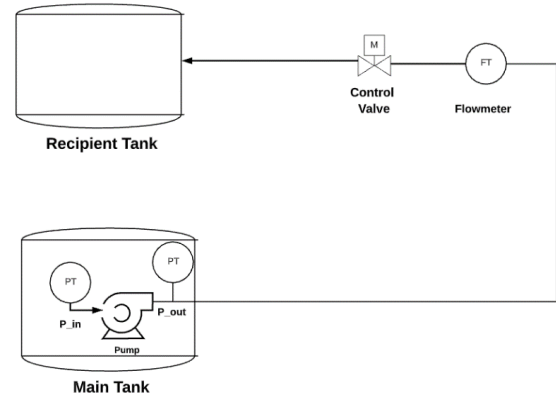 M
FT
Control
Valve
Flowmeter
Recipient Tank
PT
PT
P_in
P_out
Pump
Main Tank